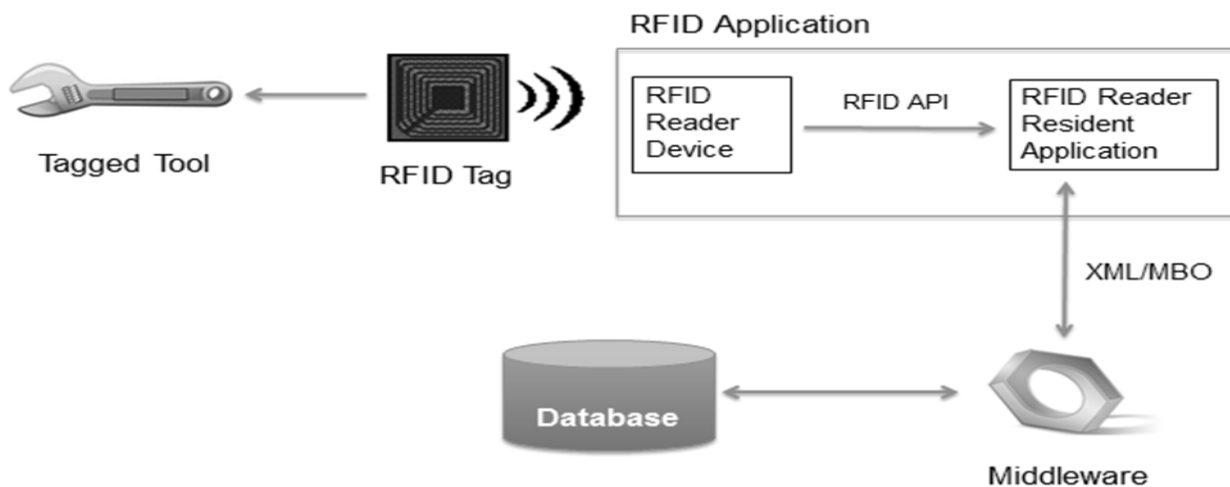 RFID Application
RFID
Reader
Device
RFID API
RFID Reader
Resident
Application
Tagged Tool
RFID Tag
XML/MBO
Database
Middleware